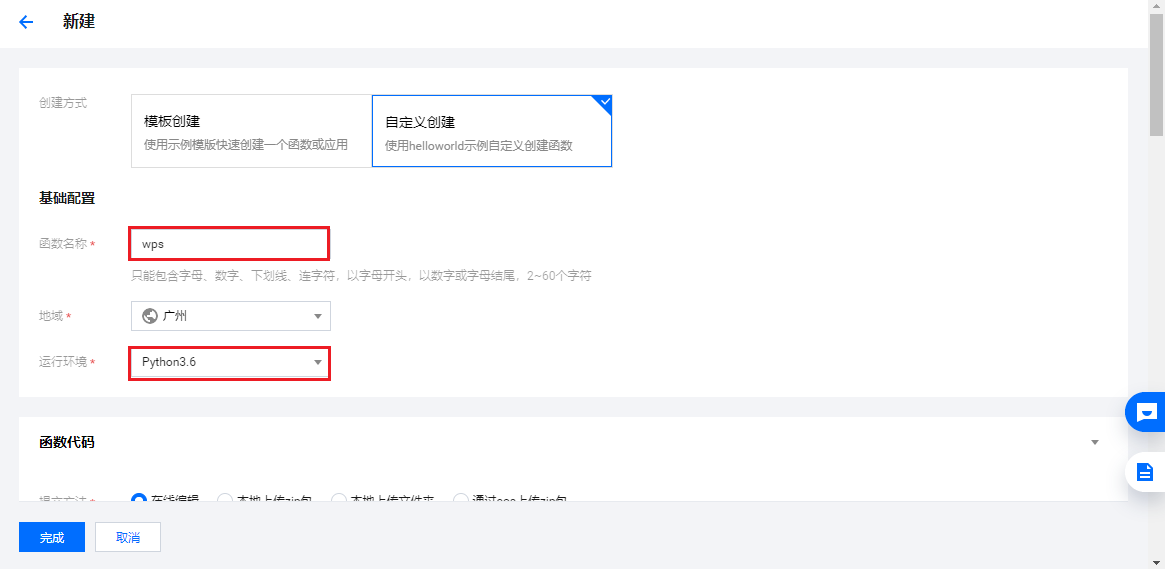 新建
创建方式
模板创建
使用示例模版快速创建一个函数或应用
自定义创建
使用helloworld示例自定义创建函数
基础配置
函数名称*
wps
只能包含字母、数字、下划线、连字符，以字母开头，以数字或字母结尾，2~60个字符
地域*
广州
运行环境*
Python3.6
函数代码
提交方法* 在线编辑 本地上传zip包 本地上传文件夹 通过cos上传zip包
完成 取消